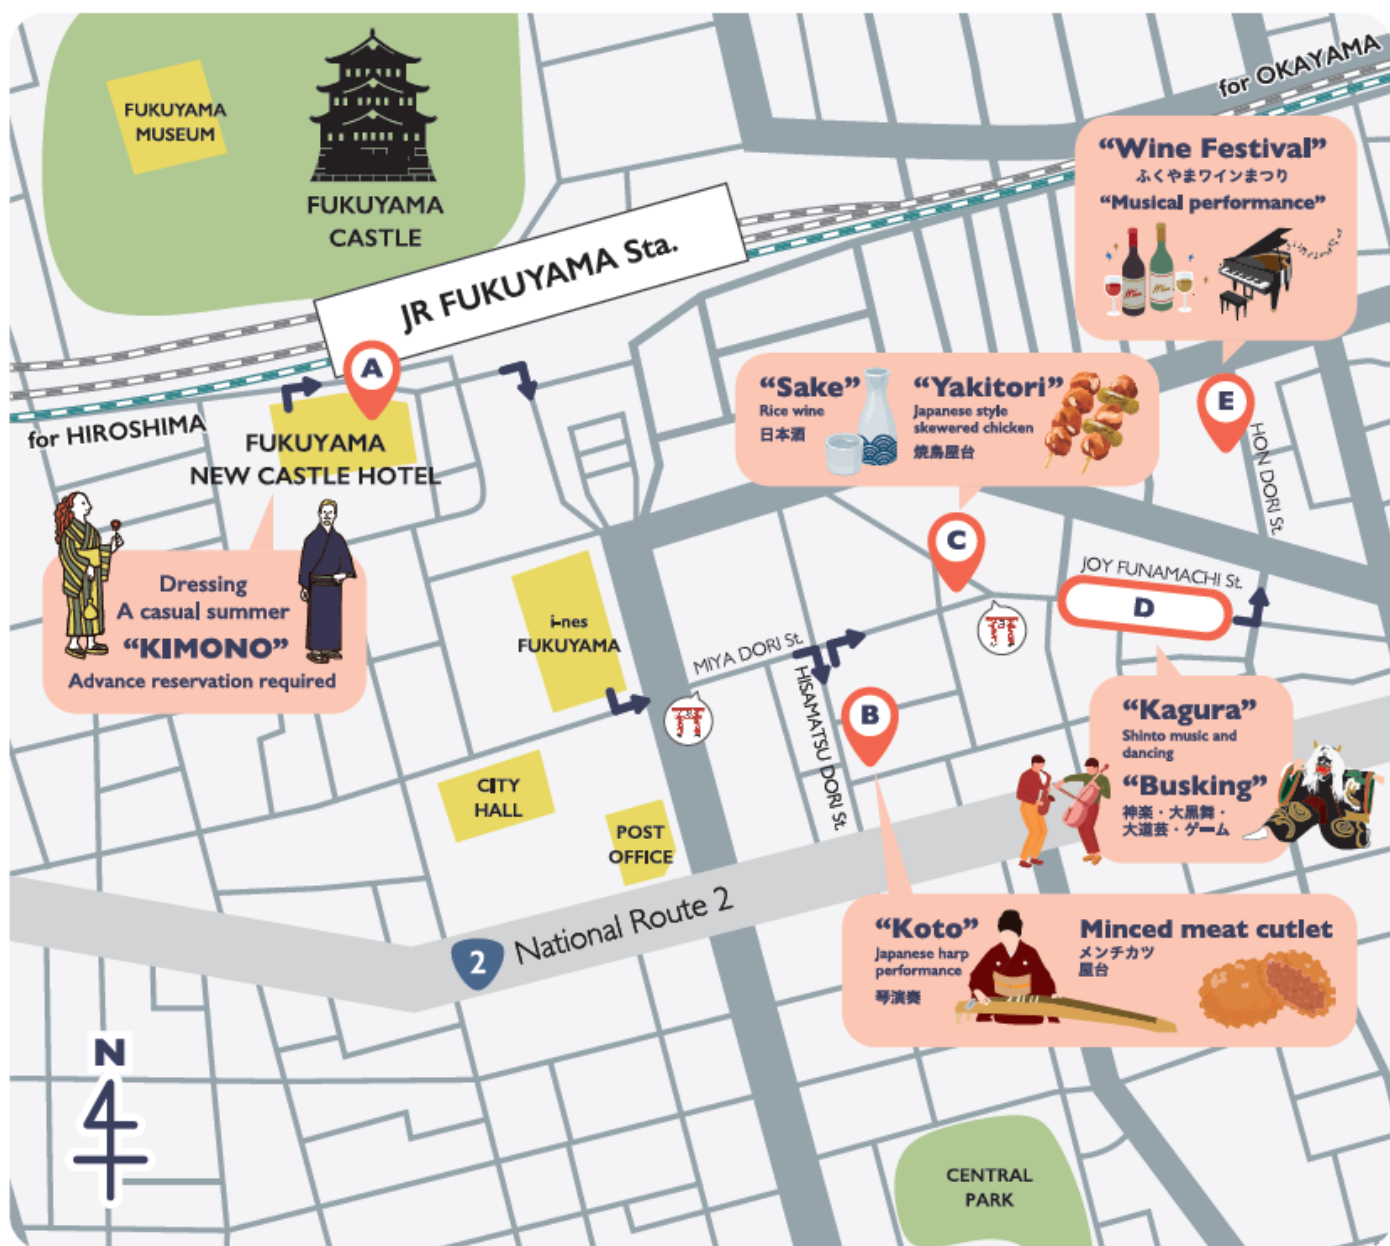 FUKUYAMA
MUSEUM
FUKUYAMA
CASTLE
JR FUKUYAMA Sta.
for OKAYAMA
for HIROSHIMA
A
FUKUYAMA
NEW CASTLE HOTEL
Dressing
A casual summer
“KIMONO”
Advance reservation required
“Wine Festival”
ふくやまワインまつり
“Musical performance”
E
HON DORI St.
“Sake”
Rice wine
日本酒
“Yakitori”
Japanese style
skewered chicken
焼鳥屋台
C
JOY FUNAMACHI St.
D
“Kagura”
Shinto music and
dancing
“Busking”
神楽・大黒舞・
大道芸・ゲーム
i-nes
FUKUYAMA
MIYA DORI St.
HISAMATSU DORI St.
B
“Koto”
Japanese harp
performance
琴演奏
Minced meat cutlet
メンチカツ
屋台
CITY
HALL
POST
OFFICE
2
National Route 2
N
CENTRAL
PARK